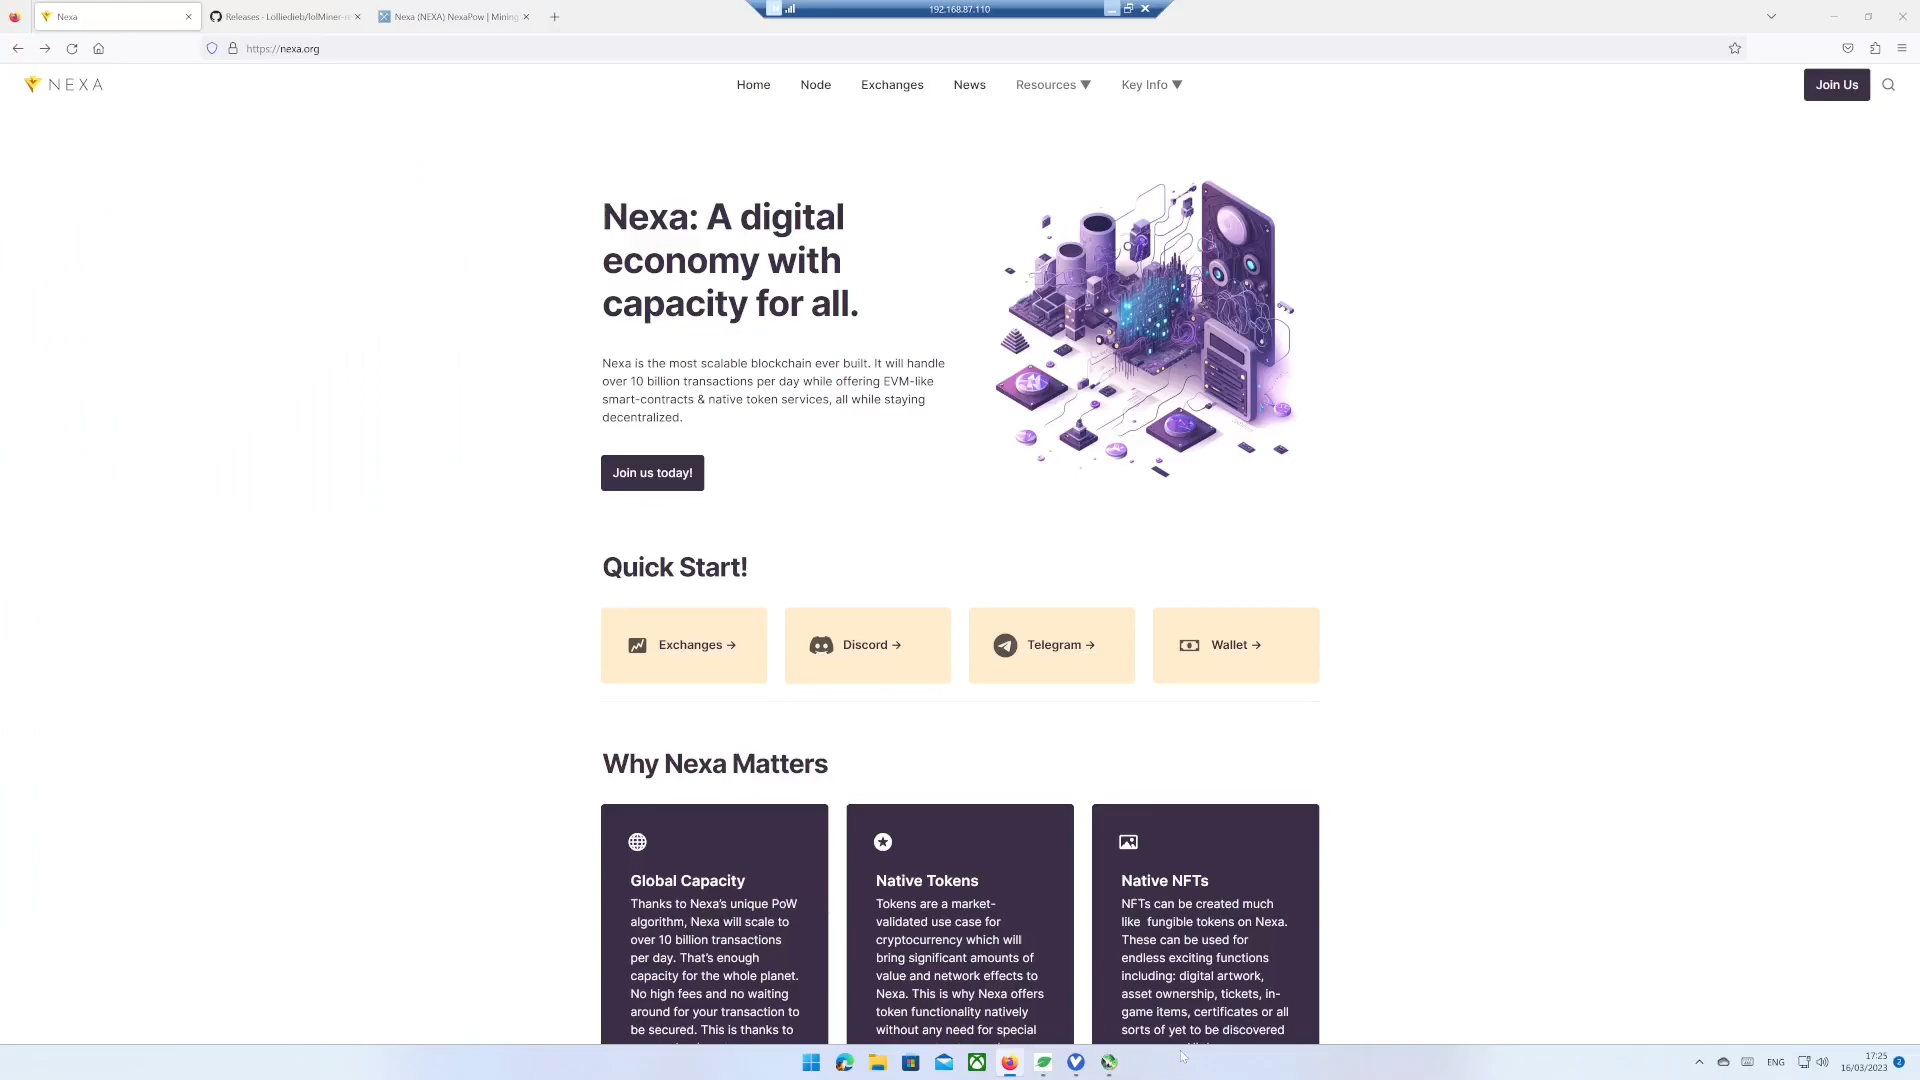 Nexa
Releases · Lolliedieb/lolMiner-re
Nexa (NEXA) NexaPow | Mining
192.168.87.110
https://nexa.org
NEXA
Home
Node
Exchanges
News
Resources ▼
Key Info ▼
Join Us
Nexa: A digital
economy with
capacity for all.
Nexa is the most scalable blockchain ever built. It will handle
over 10 billion transactions per day while offering EVM-like
smart-contracts & native token services, all while staying
decentralized.
Join us today!
Quick Start!
Exchanges →
Discord →
Telegram →
Wallet →
Why Nexa Matters
Global Capacity
Thanks to Nexa's unique PoW
algorithm, Nexa will scale to
over 10 billion transactions
per day. That's enough
capacity for the whole planet.
No high fees and no waiting
around for your transaction to
be secured. This is thanks to
Native Tokens
Tokens are a market-
validated use case for
cryptocurrency which will
bring significant amounts of
value and network effects to
Nexa. This is why Nexa offers
token functionality natively
without any need for special
Native NFTs
NFTs can be created much
like fungible tokens on Nexa.
These can be used for
endless exciting functions
including: digital artwork,
asset ownership, tickets, in-
game items, certificates or all
sorts of yet to be discovered
ENG
17:25
16/03/2023
2